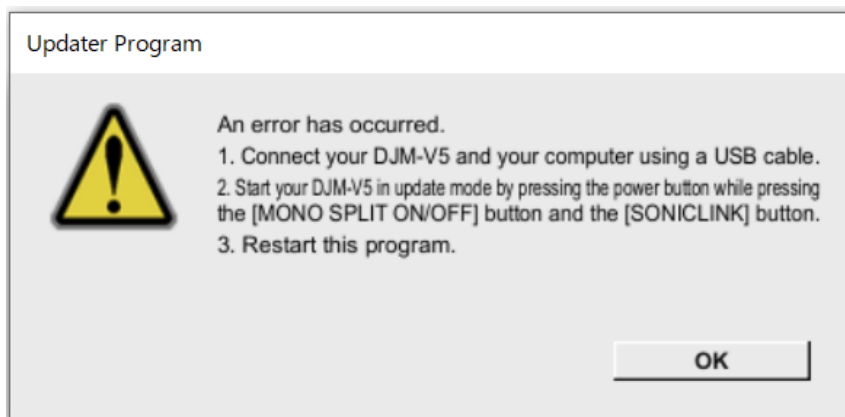 Updater Program
An error has occurred.
1. Connect your DJM-V5 and your computer using a USB cable.
2. Start your DJM-V5 in update mode by pressing the power button while pressing
the [MONO SPLIT ON/OFF] button and the [SONICLINK] button.
3. Restart this program.
OK